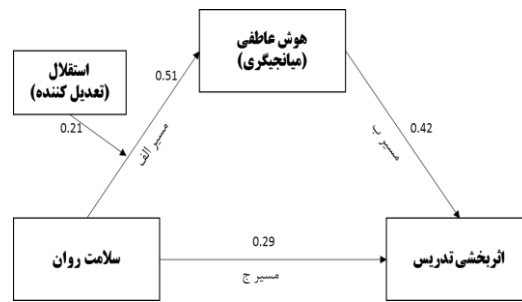 هوش عاطفی
(میانجیگری)
استقلال
(تعدیل کننده)
0.51
0.21
0.42
مسیر الف
مسیر ب
سلامت روان
0.29
مسیر ج
اثربخشی تدریس